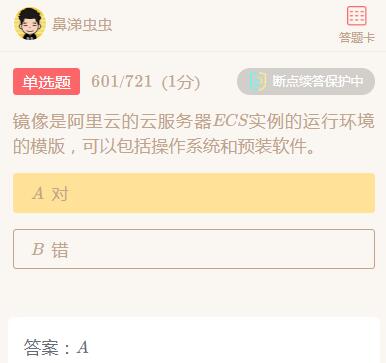 鼻涕虫虫
答题卡
单选题 601/721 (1分) 断点续答保护中
镜像是阿里云的云服务器ECS实例的运行环境
的模版，可以包括操作系统和预装软件。
A 对
B 错
答案：A